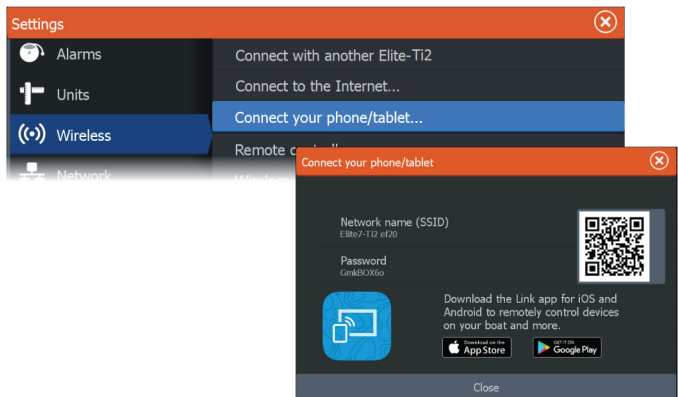 Settings
Alarms
Units
Wireless
Network
Connect with another Elite-Ti2
Connect to the Internet...
Connect your phone/tablet...
Remote
Connect your phone/tablet
Network name (SSID)
Elite7-Ti2 ef20
Password
GmkBOX6o
Download the Link app for iOS and
Android to remotely control devices
on your boat and more.
Download on the
App Store
GET IT ON
Google Play
Close